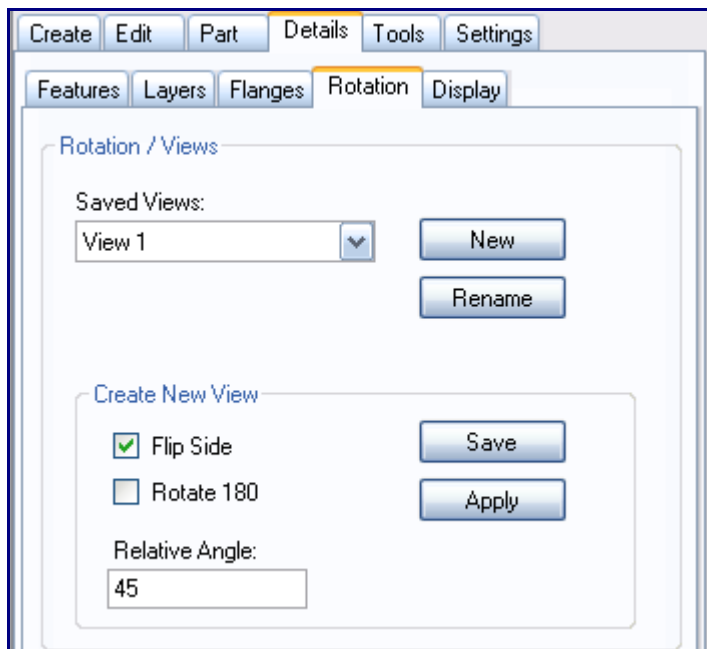 Create Edit Part Details Tools Settings
Features Layers Flanges Rotation Display
Rotation / Views
Saved Views:
View 1 New
Rename
Create New View
Flip Side Save
Rotate 180 Apply
Relative Angle:
45